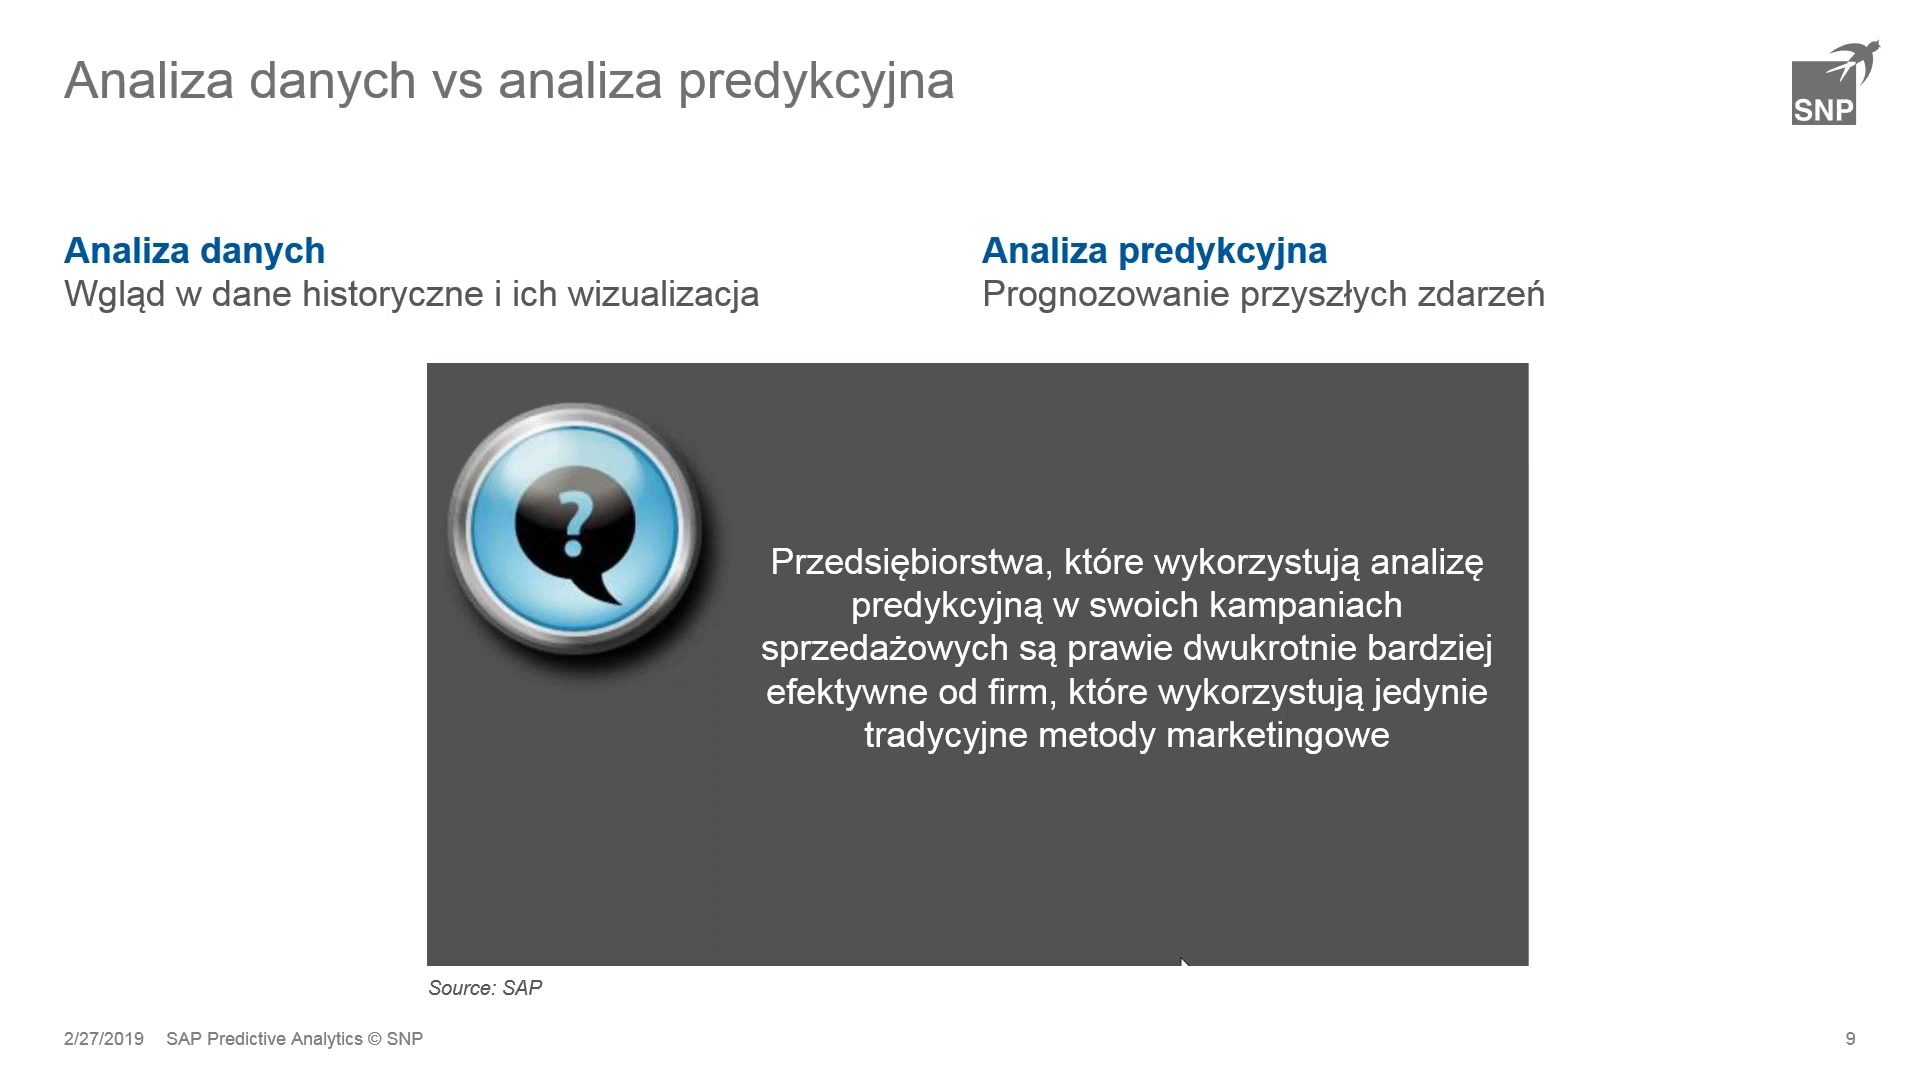 Analiza danych vs analiza predykcyjna
SNP
Analiza danych
Wgląd w dane historyczne i ich wizualizacja
Analiza predykcyjna
Prognozowanie przyszłych zdarzeń
?
Przedsiębiorstwa, które wykorzystują analizę
predykcyjną w swoich kampaniach
sprzedażowych są prawie dwukrotnie bardziej
efektywne od firm, które wykorzystują jedynie
tradycyjne metody marketingowe
Source: SAP
2/27/2019 SAP Predictive Analytics © SNP
9